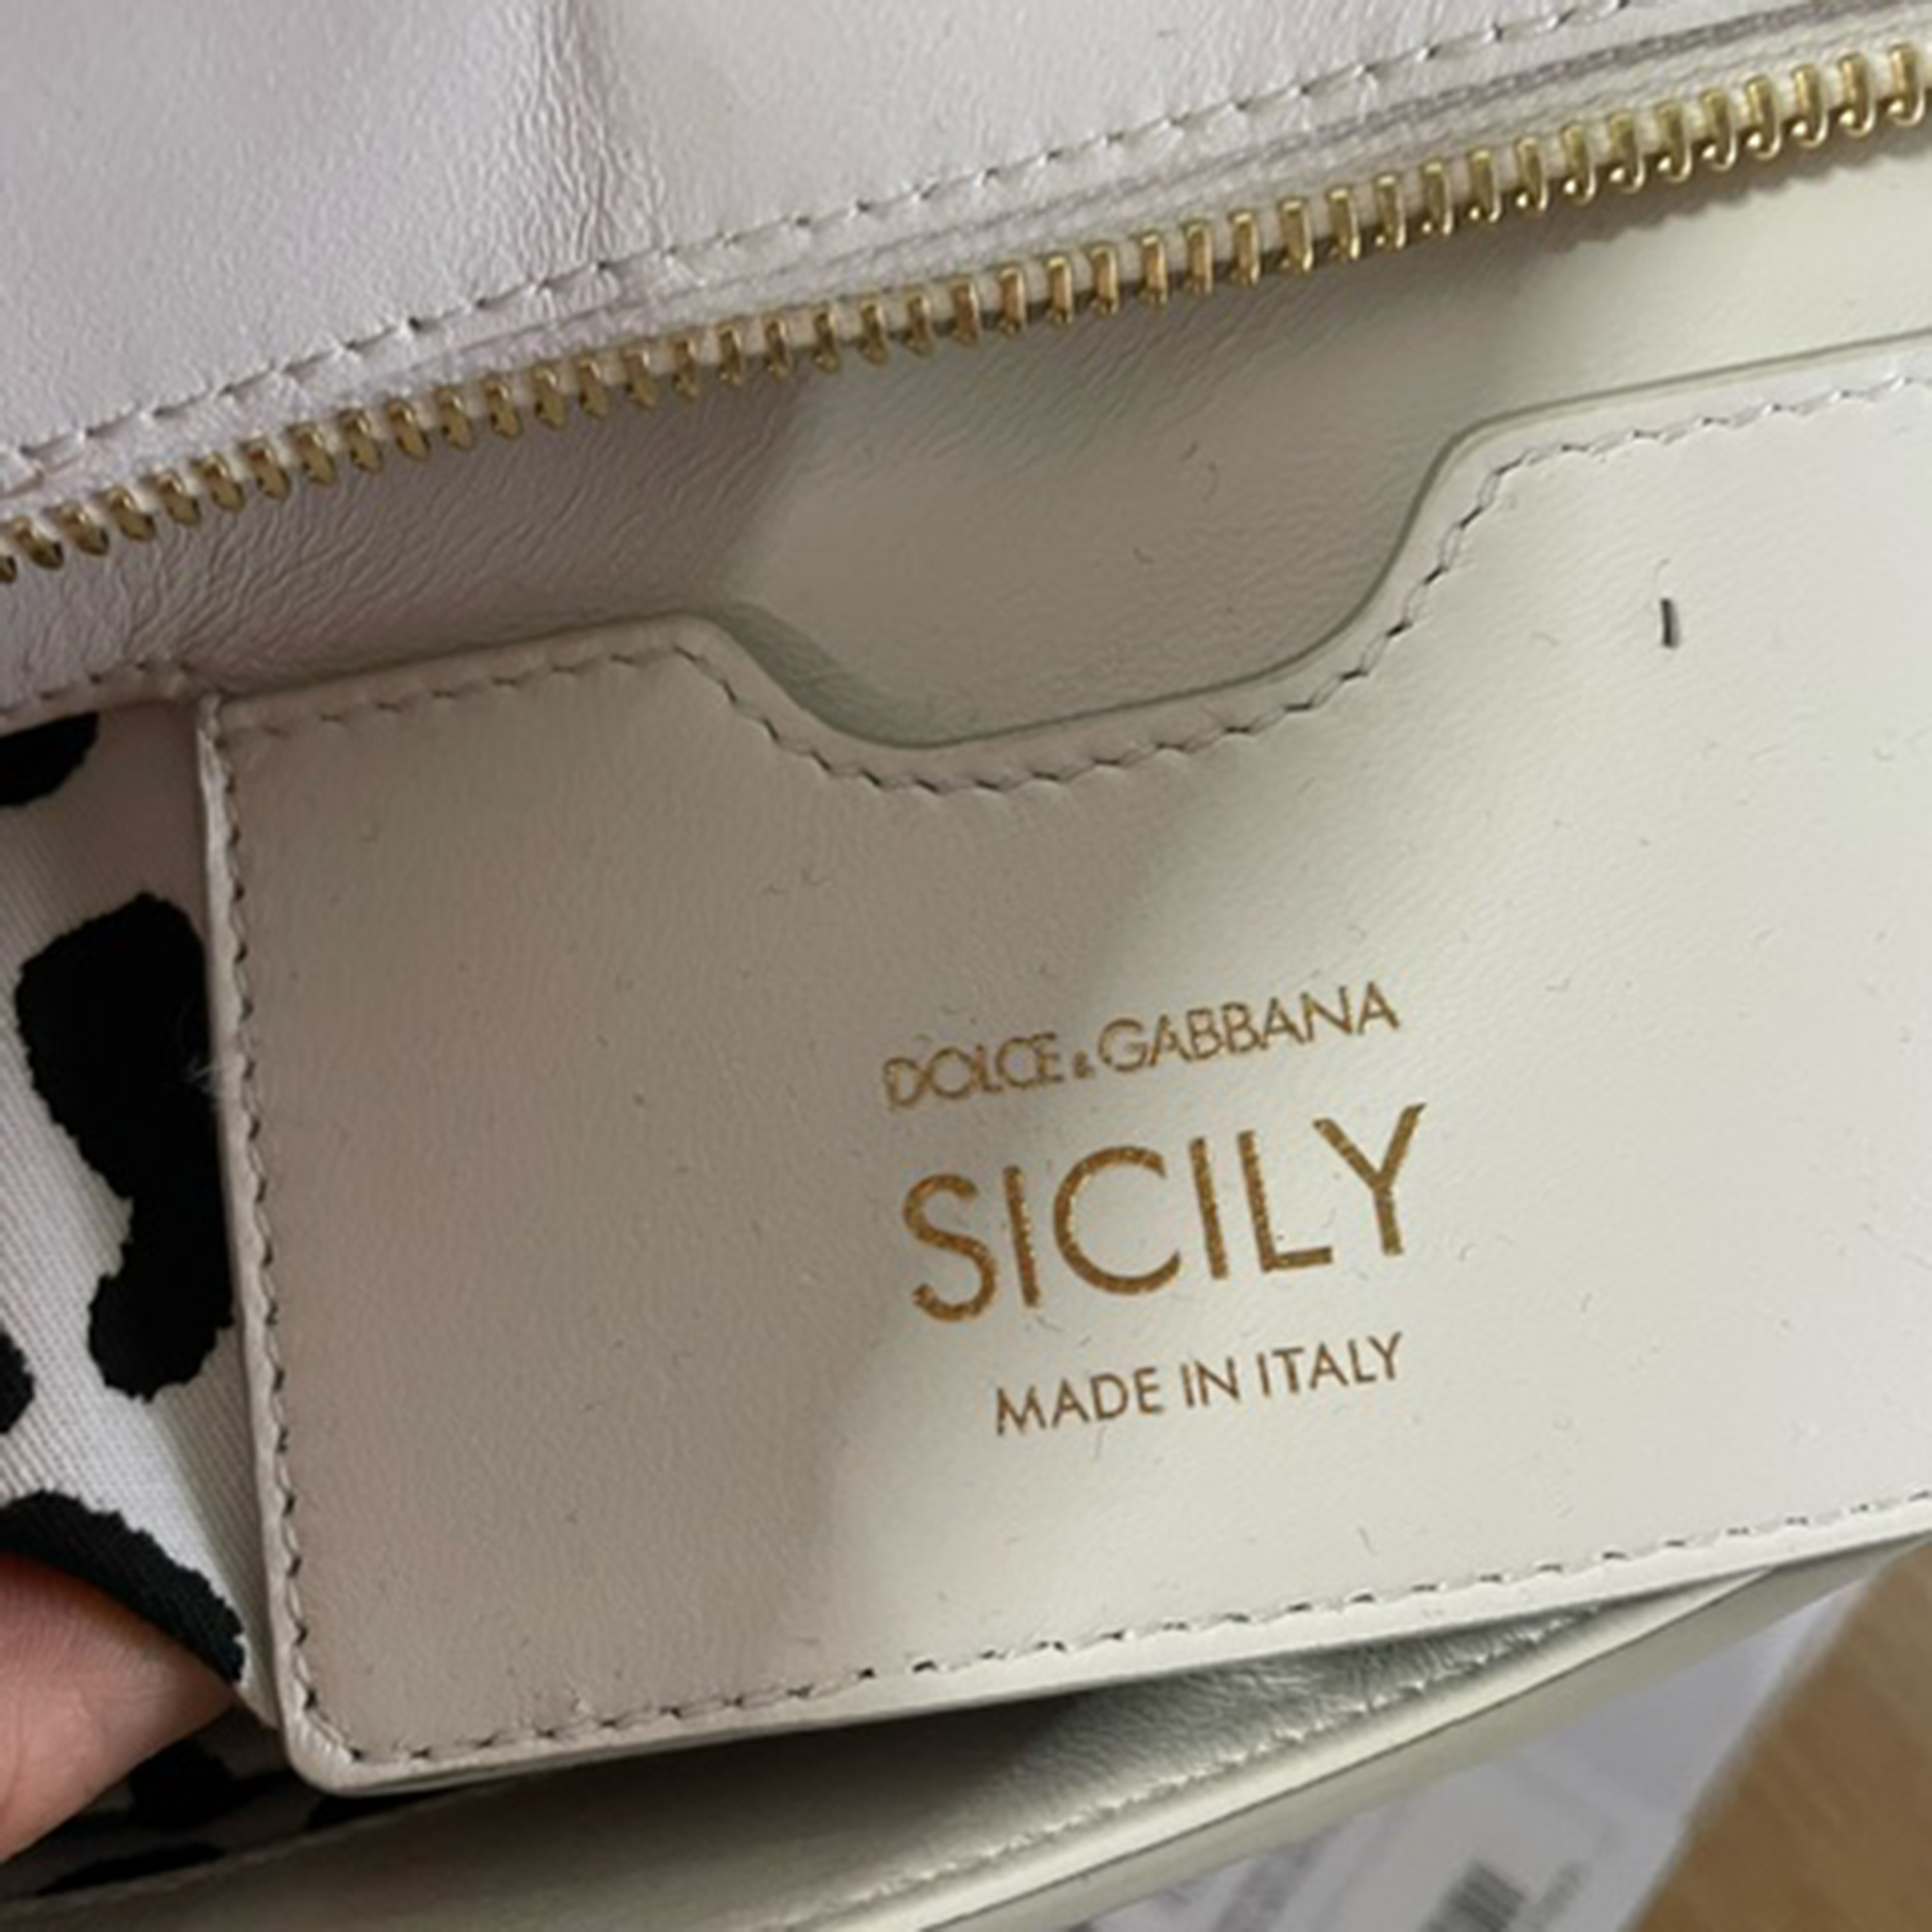 DOLCE & GABBANA
SICILY
MADE IN ITALY